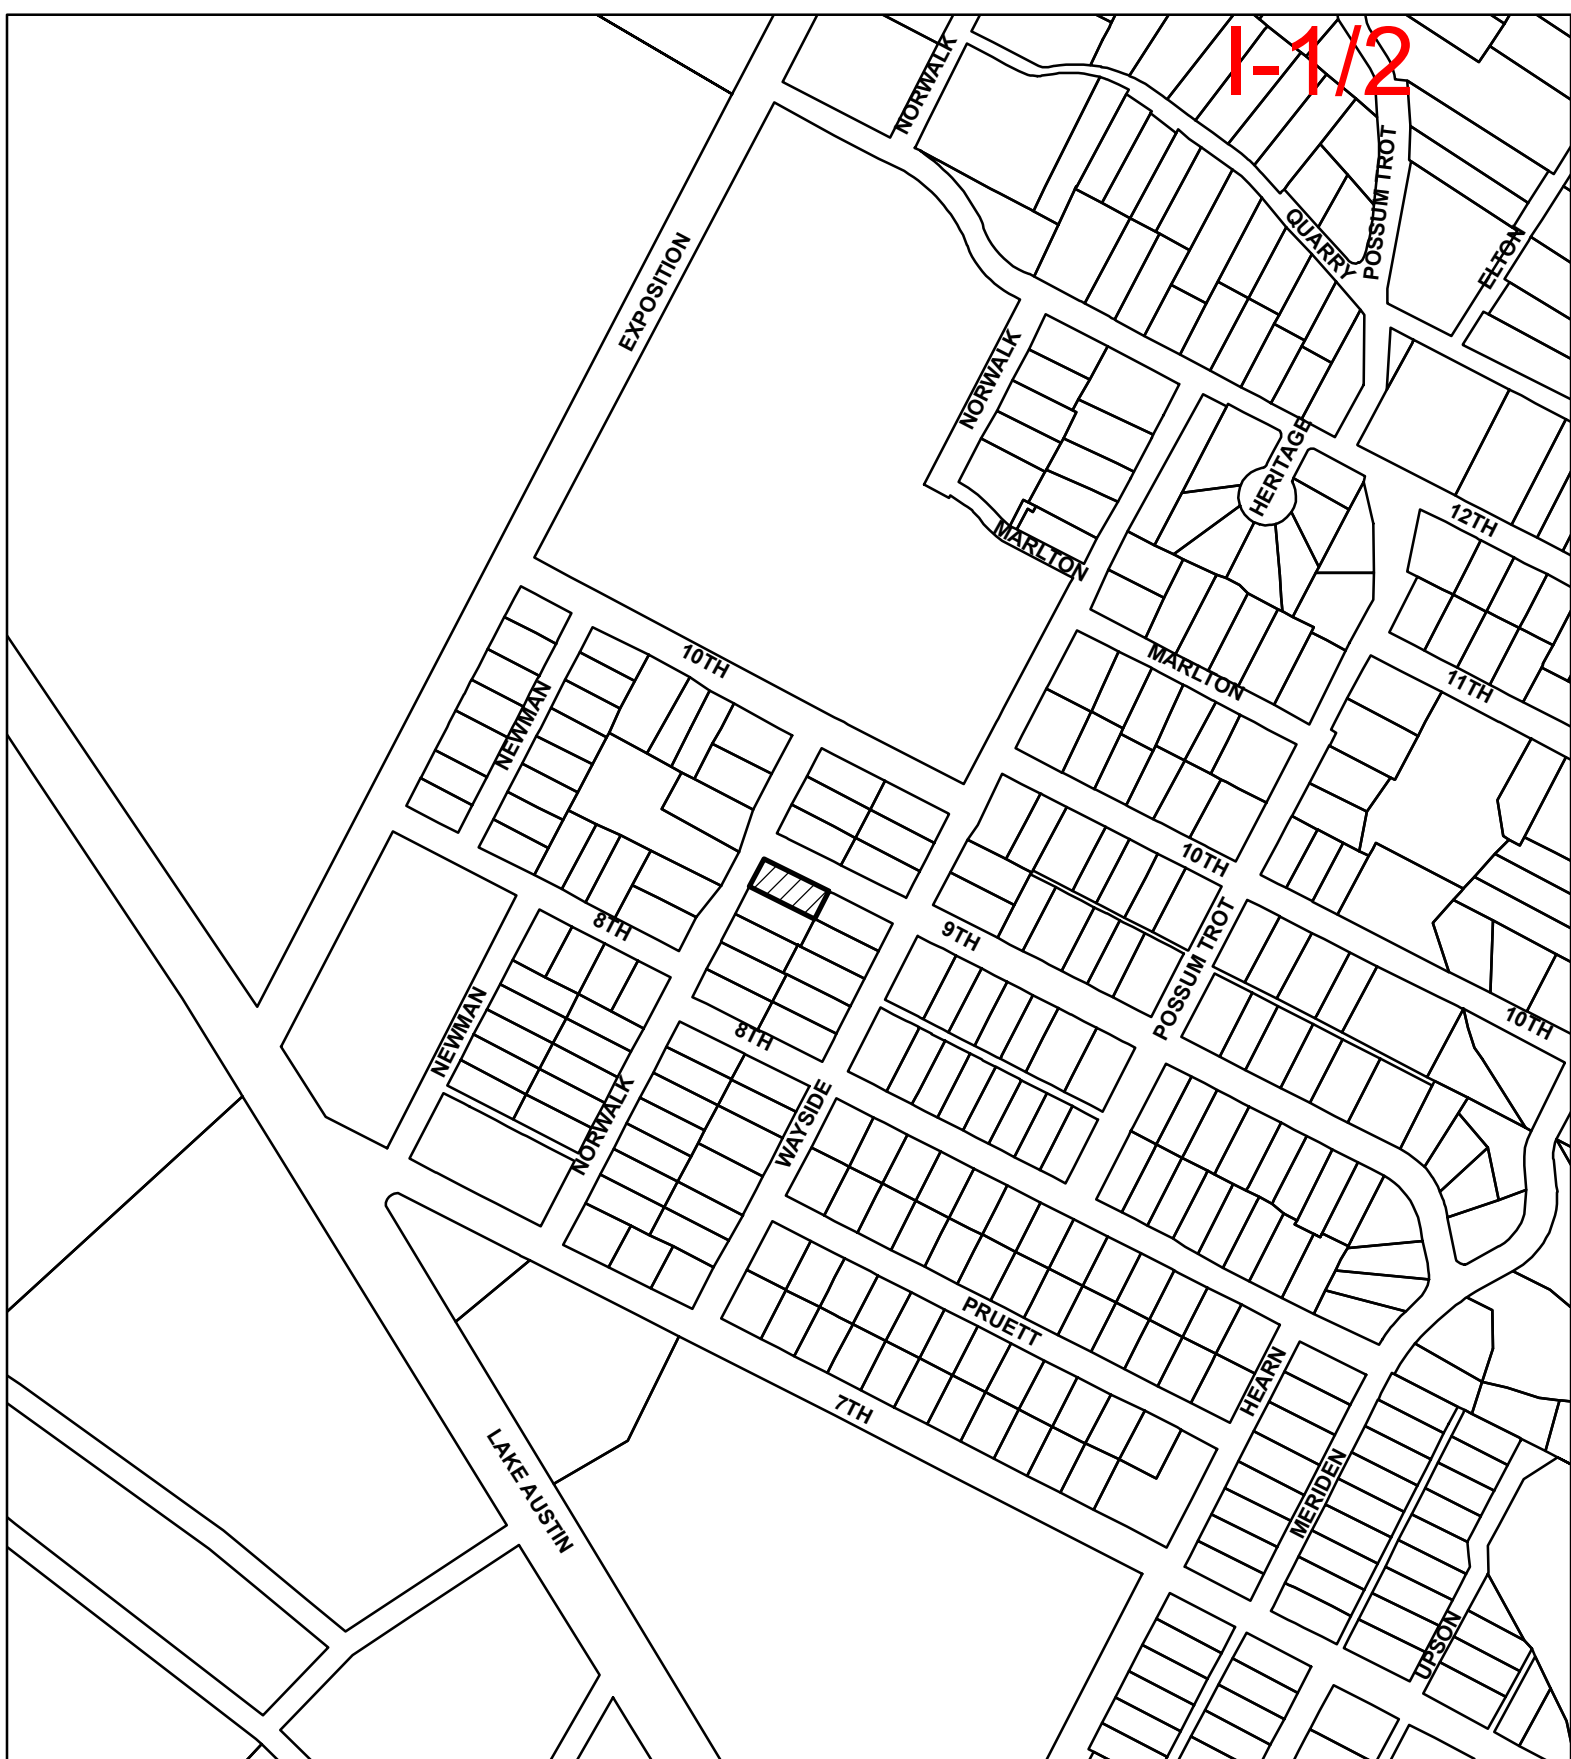 I-1/2
NORWALK
POSSUM TROT
QUARRY
ELTON
EXPOSITION
NORWALK
HERITAGE
12TH
MARLTON
10TH
MARLTON
11TH
NEWMAN
10TH
8TH
9TH
POSSUM TROT
10TH
NEWMAN
8TH
NORWALK
WAYSIDE
PRUETT
HEARN
7TH
LAKE AUSTIN
MERIDEN
UPSON